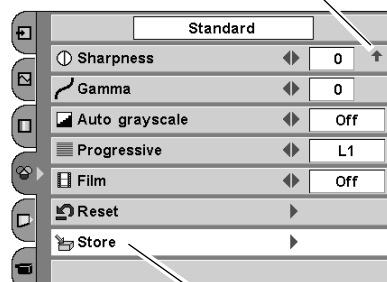 Standard
Sharpness 0
Gamma 0
Auto grayscale Off
Progressive L1
Film Off
Reset
Store